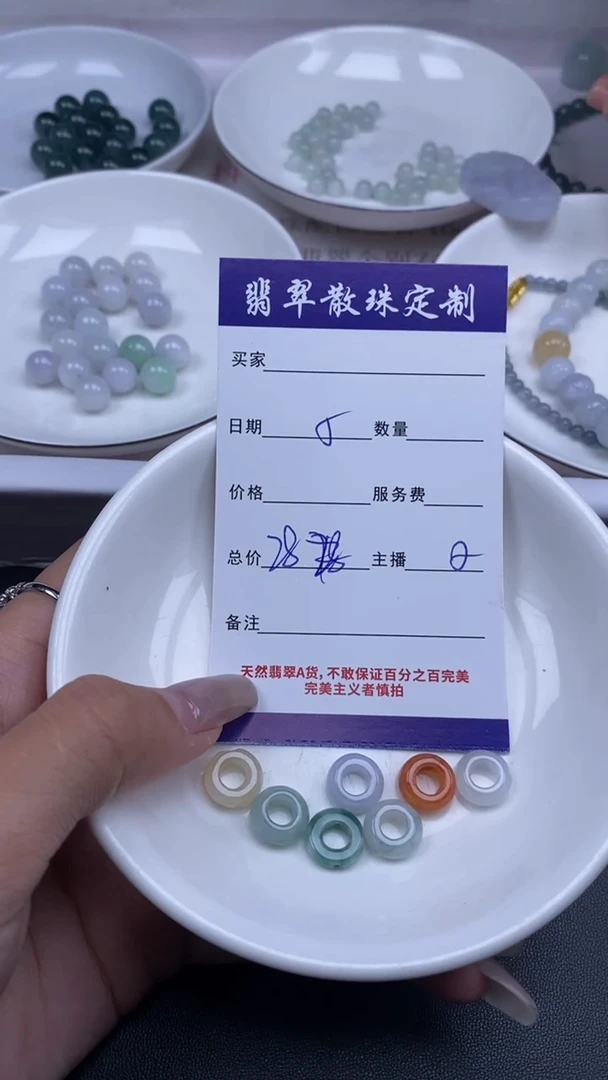 翡翠散珠定制
买家
日期 数量
价格 服务费
总价 28 主播
备注
天然翡翠A货,不敢保证百分之百完美
完美主义者慎拍